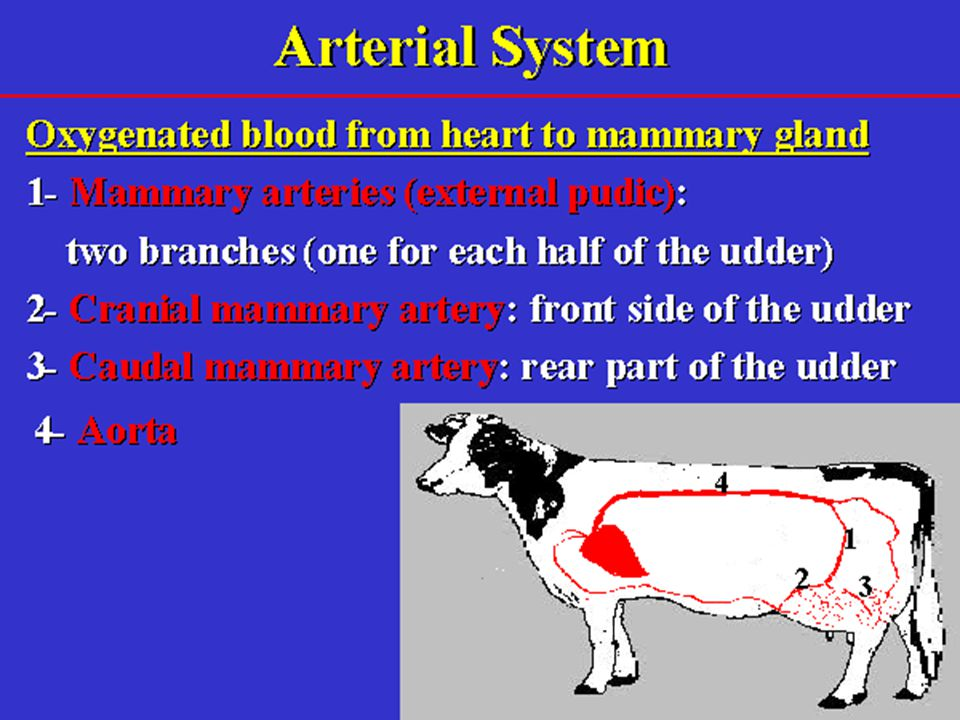 Arterial System
Oxygenated blood from heart to mammary gland
1- Mammary arteries (external pudic):
two branches (one for each half of the udder)
2- Cranial mammary artery: front side of the udder
3- Caudal mammary artery: rear part of the udder
4- Aorta
4
1
2
3